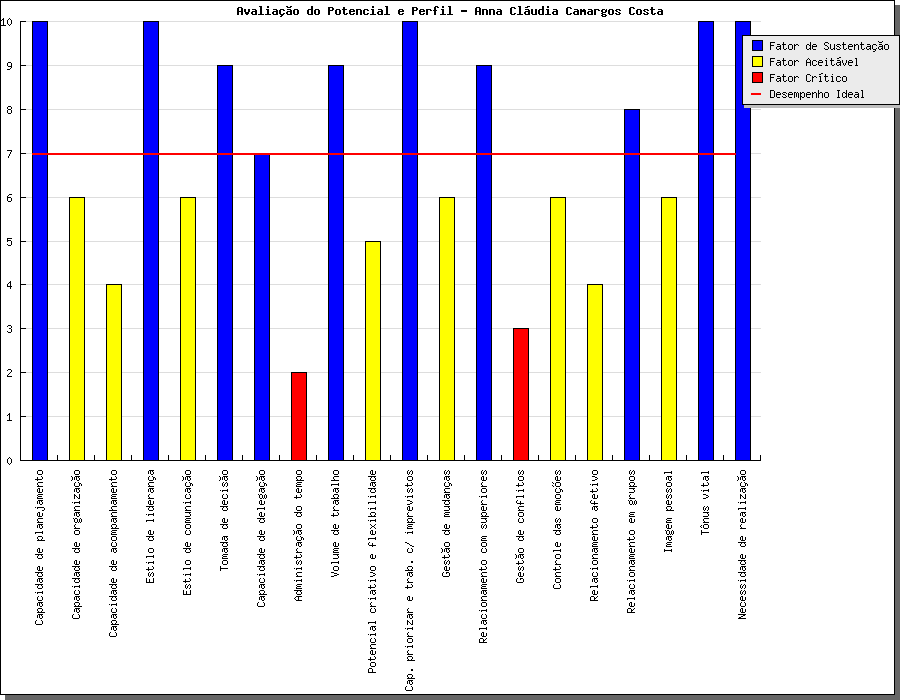 Avaliação do Potencial e Perfil - Anna Cláudia Camargos Costa
Fator de Sustentação
Fator Aceitável
Fator Crítico
Desempenho Ideal
10
9
8
7
6
5
4
3
2
1
0
Capacidade de planejamento
Capacidade de organização
Capacidade de acompanhamento
Estilo de liderança
Estilo de comunicação
Tomada de decisão
Capacidade de delegação
Administração do tempo
Volume de trabalho
Potencial criativo e flexibilidade
Cap. priorizar e trab. c/ imprevistos
Gestão de mudanças
Relacionamento com superiores
Gestão de conflitos
Controle das emoções
Relacionamento afetivo
Relacionamento em grupos
Imagem pessoal
Tônus vital
Necessidade de realização